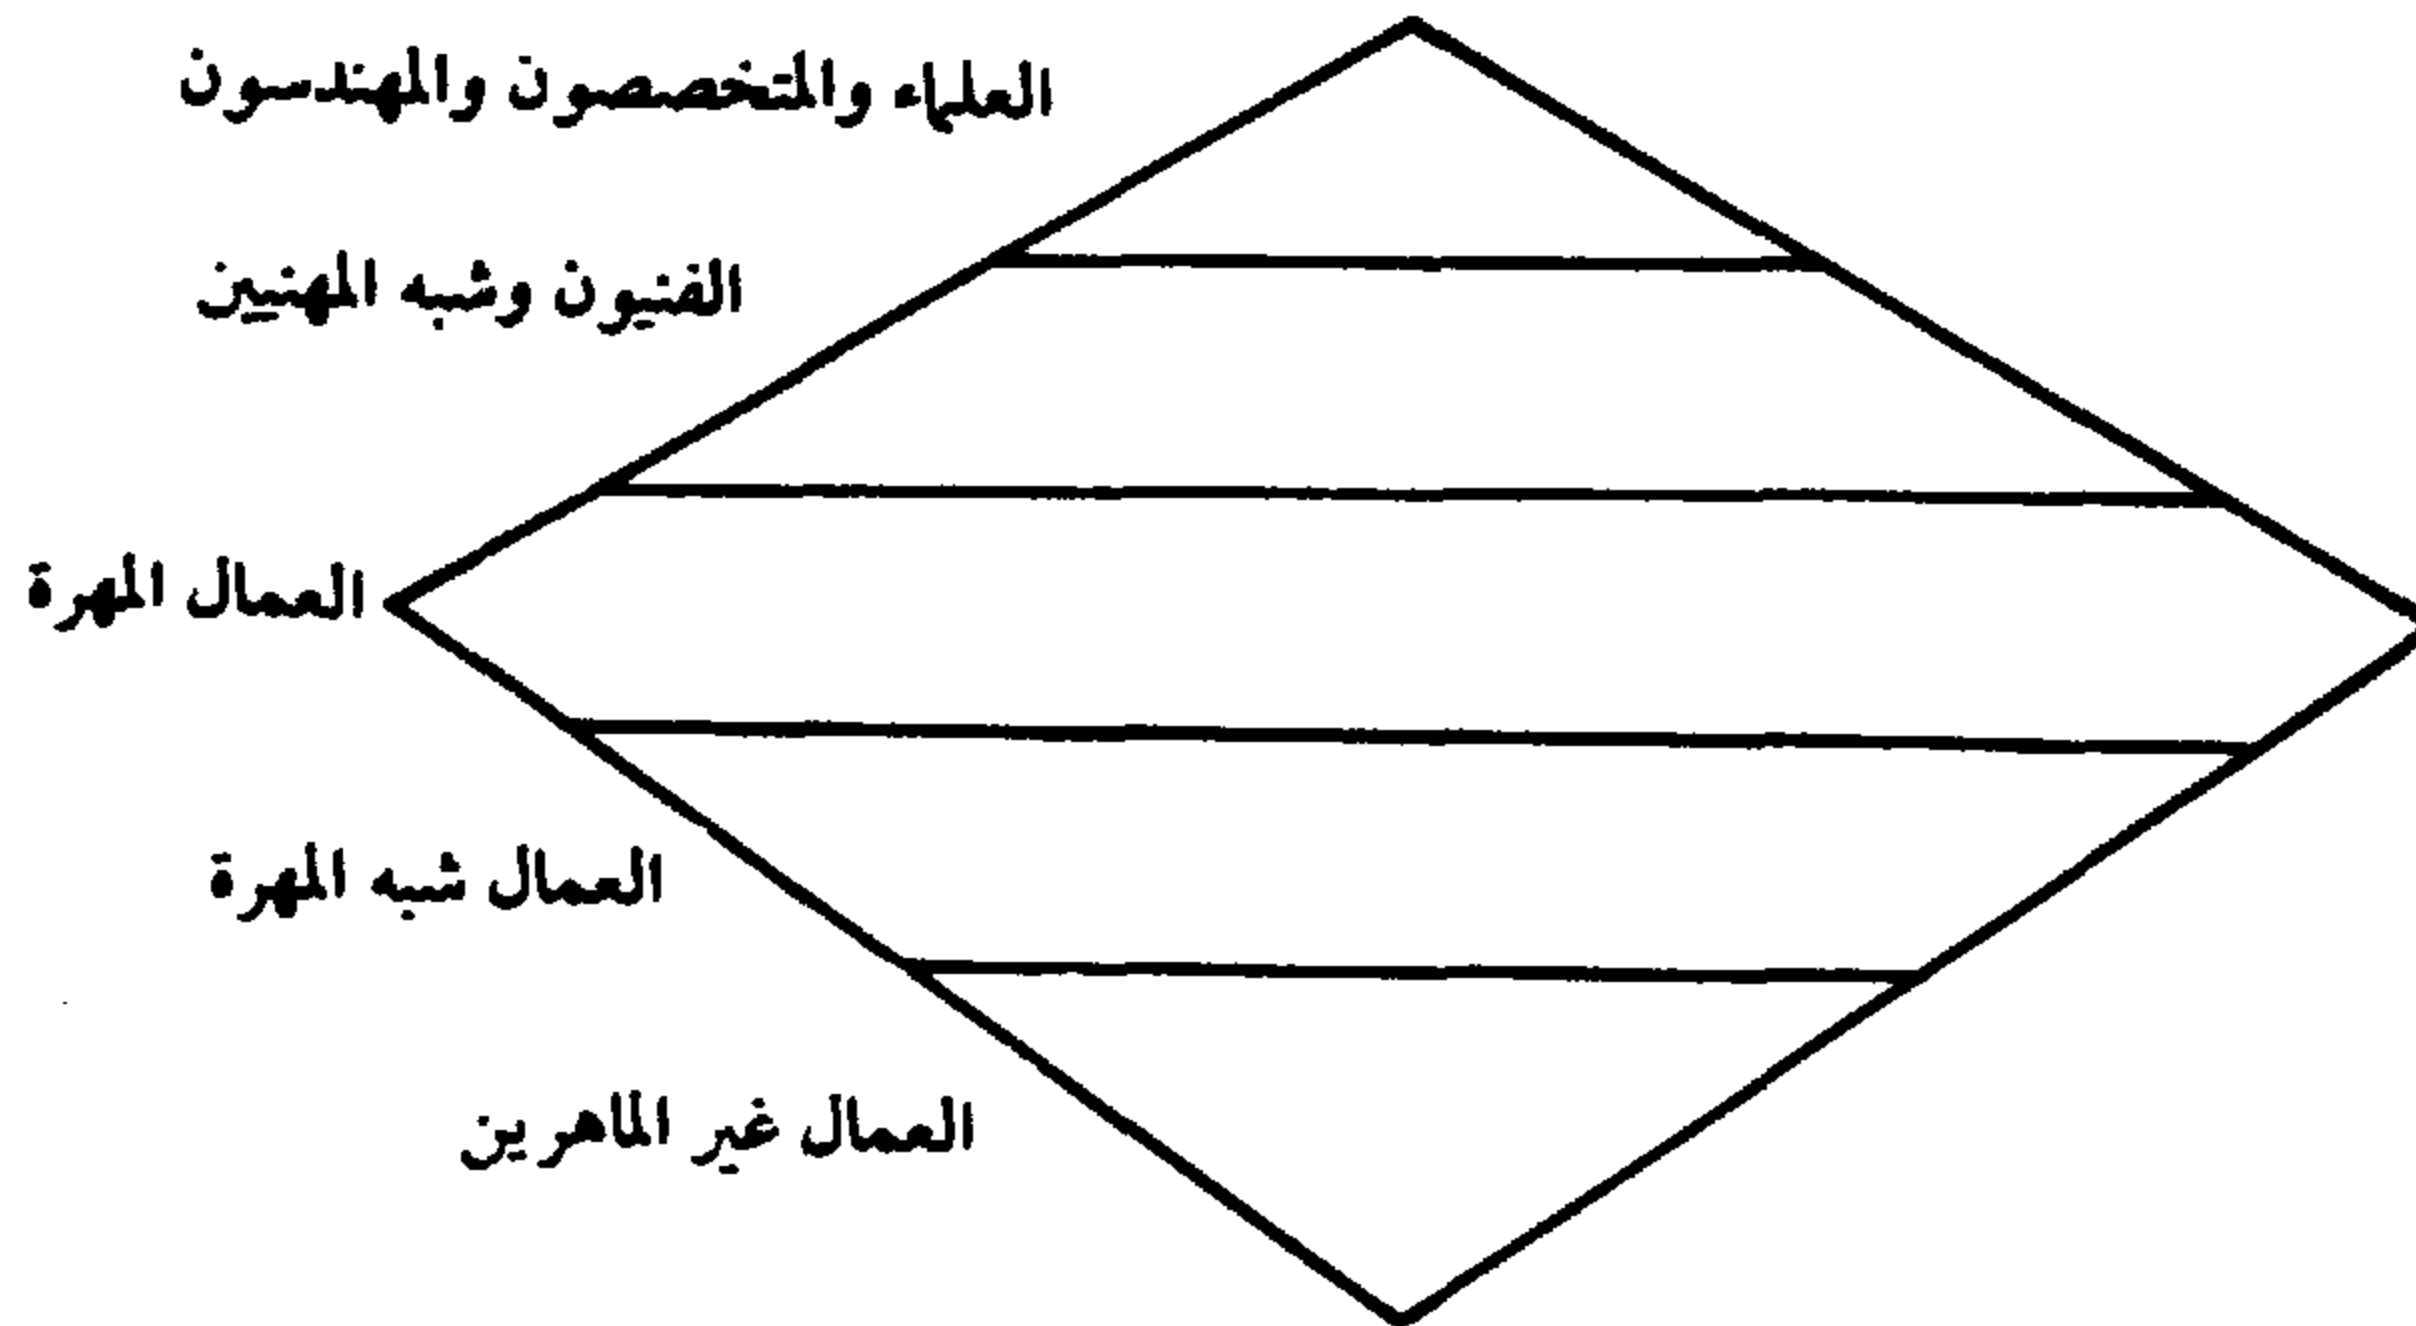 العلماء والمتخصصون والمهندسون
الفنيون وشبه المهنيين
العمال المهرة
العمال شبه المهرة
العمال غير الماهرين